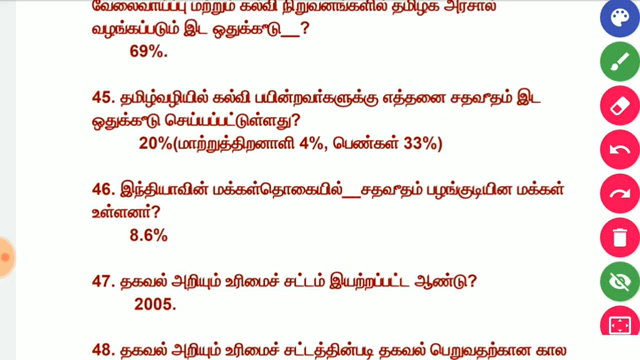 வேலைவாய்ப்பு மற்றும் கல்வி நிறுவனங்களில் தமிழக அரசால்
வழங்கப்படும் இட ஒதுக்கீடு__?
69%.
45. தமிழ்வழியில் கல்வி பயின்றவர்களுக்கு எத்தனை சதவீதம் இட
ஒதுக்கீடு செய்யப்பட்டுள்ளது?
20%(மாற்றுத்திறனாளி 4%, பெண்கள் 33%)
46. இந்தியாவின் மக்கள்தொகையில்__சதவீதம் பழங்குடியின மக்கள்
உள்ளனர்?
8.6%
47. தகவல் அறியும் உரிமைச் சட்டம் இயற்றப்பட்ட ஆண்டு?
2005.
48. தகவல் அறியும் உரிமைச் சட்டத்தின்படி தகவல் பெறுவதற்கான கால